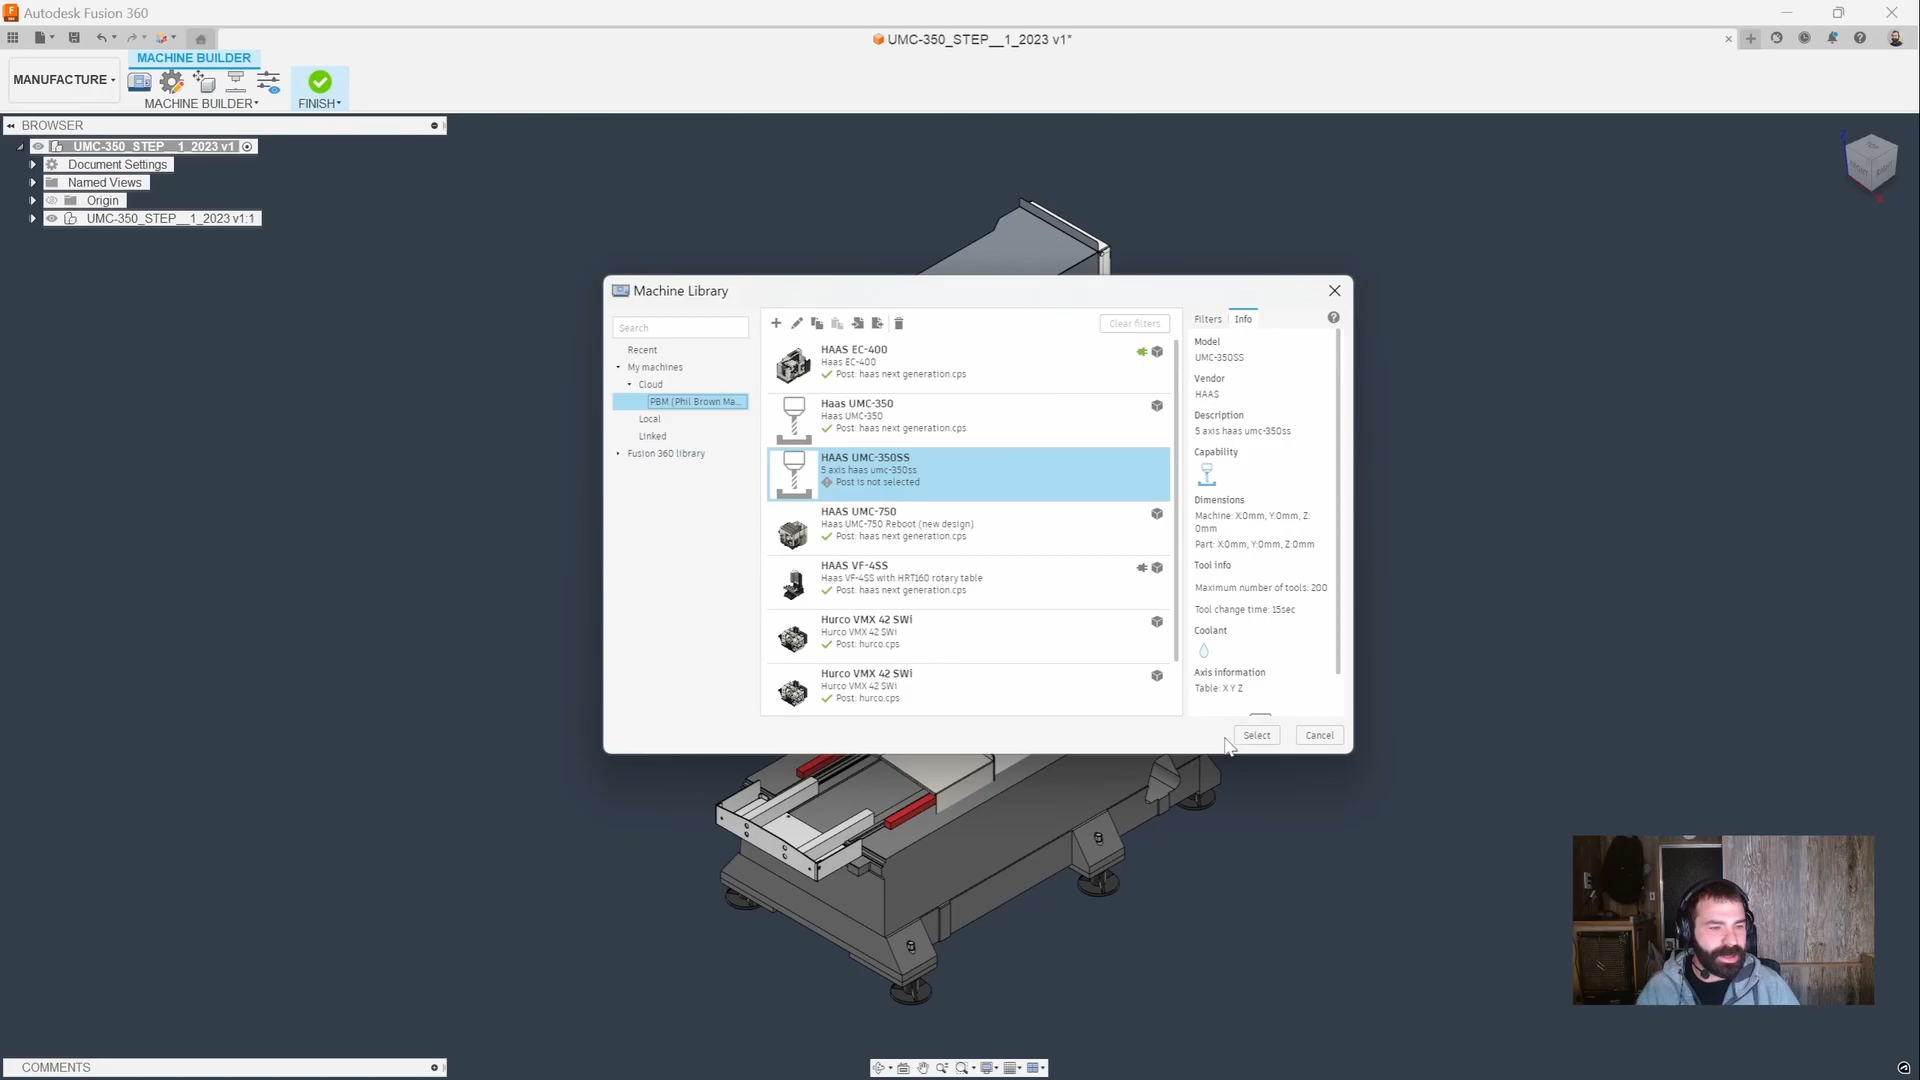 Autodesk Fusion 360
UMC-350_STEP__1_2023 v1*
MANUFACTURE
MACHINE BUILDER
MACHINE BUILDER
FINISH
BROWSER
UMC-350_STEP__1_2023 v1
Document Settings
Named Views
Origin
UMC-350_STEP__1_2023 v1:1
Z
TOP
FRONT
RIGHT
X
Machine Library
Search
Recent
My machines
Cloud
PBM (Phil Brown Ma...
Local
Linked
Fusion 360 library
Clear filters
HAAS EC-400
Haas EC-400
Post: haas next generation.cps
Haas UMC-350
Haas UMC-350
Post: haas next generation.cps
HAAS UMC-350SS
5 axis haas umc-350ss
Post is not selected
HAAS UMC-750
Haas UMC-750 Reboot (new design)
Post: haas next generation.cps
HAAS VF-4SS
Haas VF-4SS with HRT160 rotary table
Post: haas next generation.cps
Hurco VMX 42 SWi
Hurco VMX 42 SWi
Post: hurco.cps
Hurco VMX 42 SWi
Hurco VMX 42 SWi
Post: hurco.cps
Filters Info
Model
UMC-350SS
Vendor
HAAS
Description
5 axis haas umc-350ss
Capability
Dimensions
Machine: X:0mm, Y:0mm, Z:
0mm
Part: X:0mm, Y:0mm, Z:0mm
Tool info
Maximum number of tools: 200
Tool change time: 15sec
Coolant
Axis information
Table: X Y Z
Select
Cancel
COMMENTS